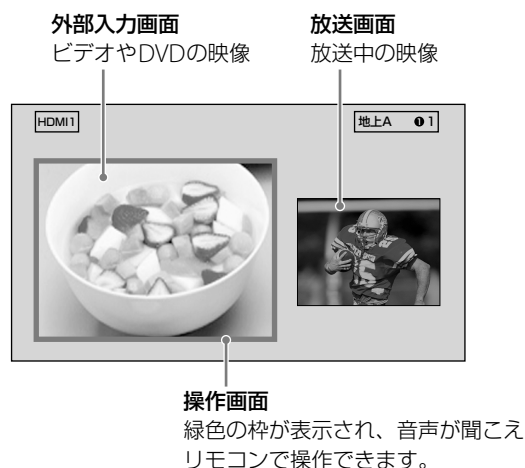 外部入力画面
ビデオやDVDの映像
放送画面
放送中の映像
HDMI1
地上A ❶1
操作画面
緑色の枠が表示され、音声が聞こえ
リモコンで操作できます。